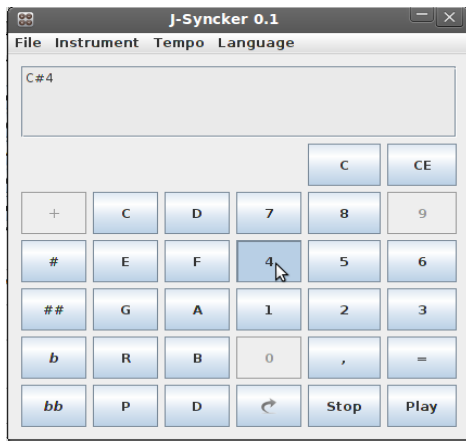 J-Syncker 0.1
File Instrument Tempo Language
C#4
C CE
+ C D 7 8 9
# E F 4 5 6
## G A 1 2 3
b R B 0 , =
bb P D Stop Play